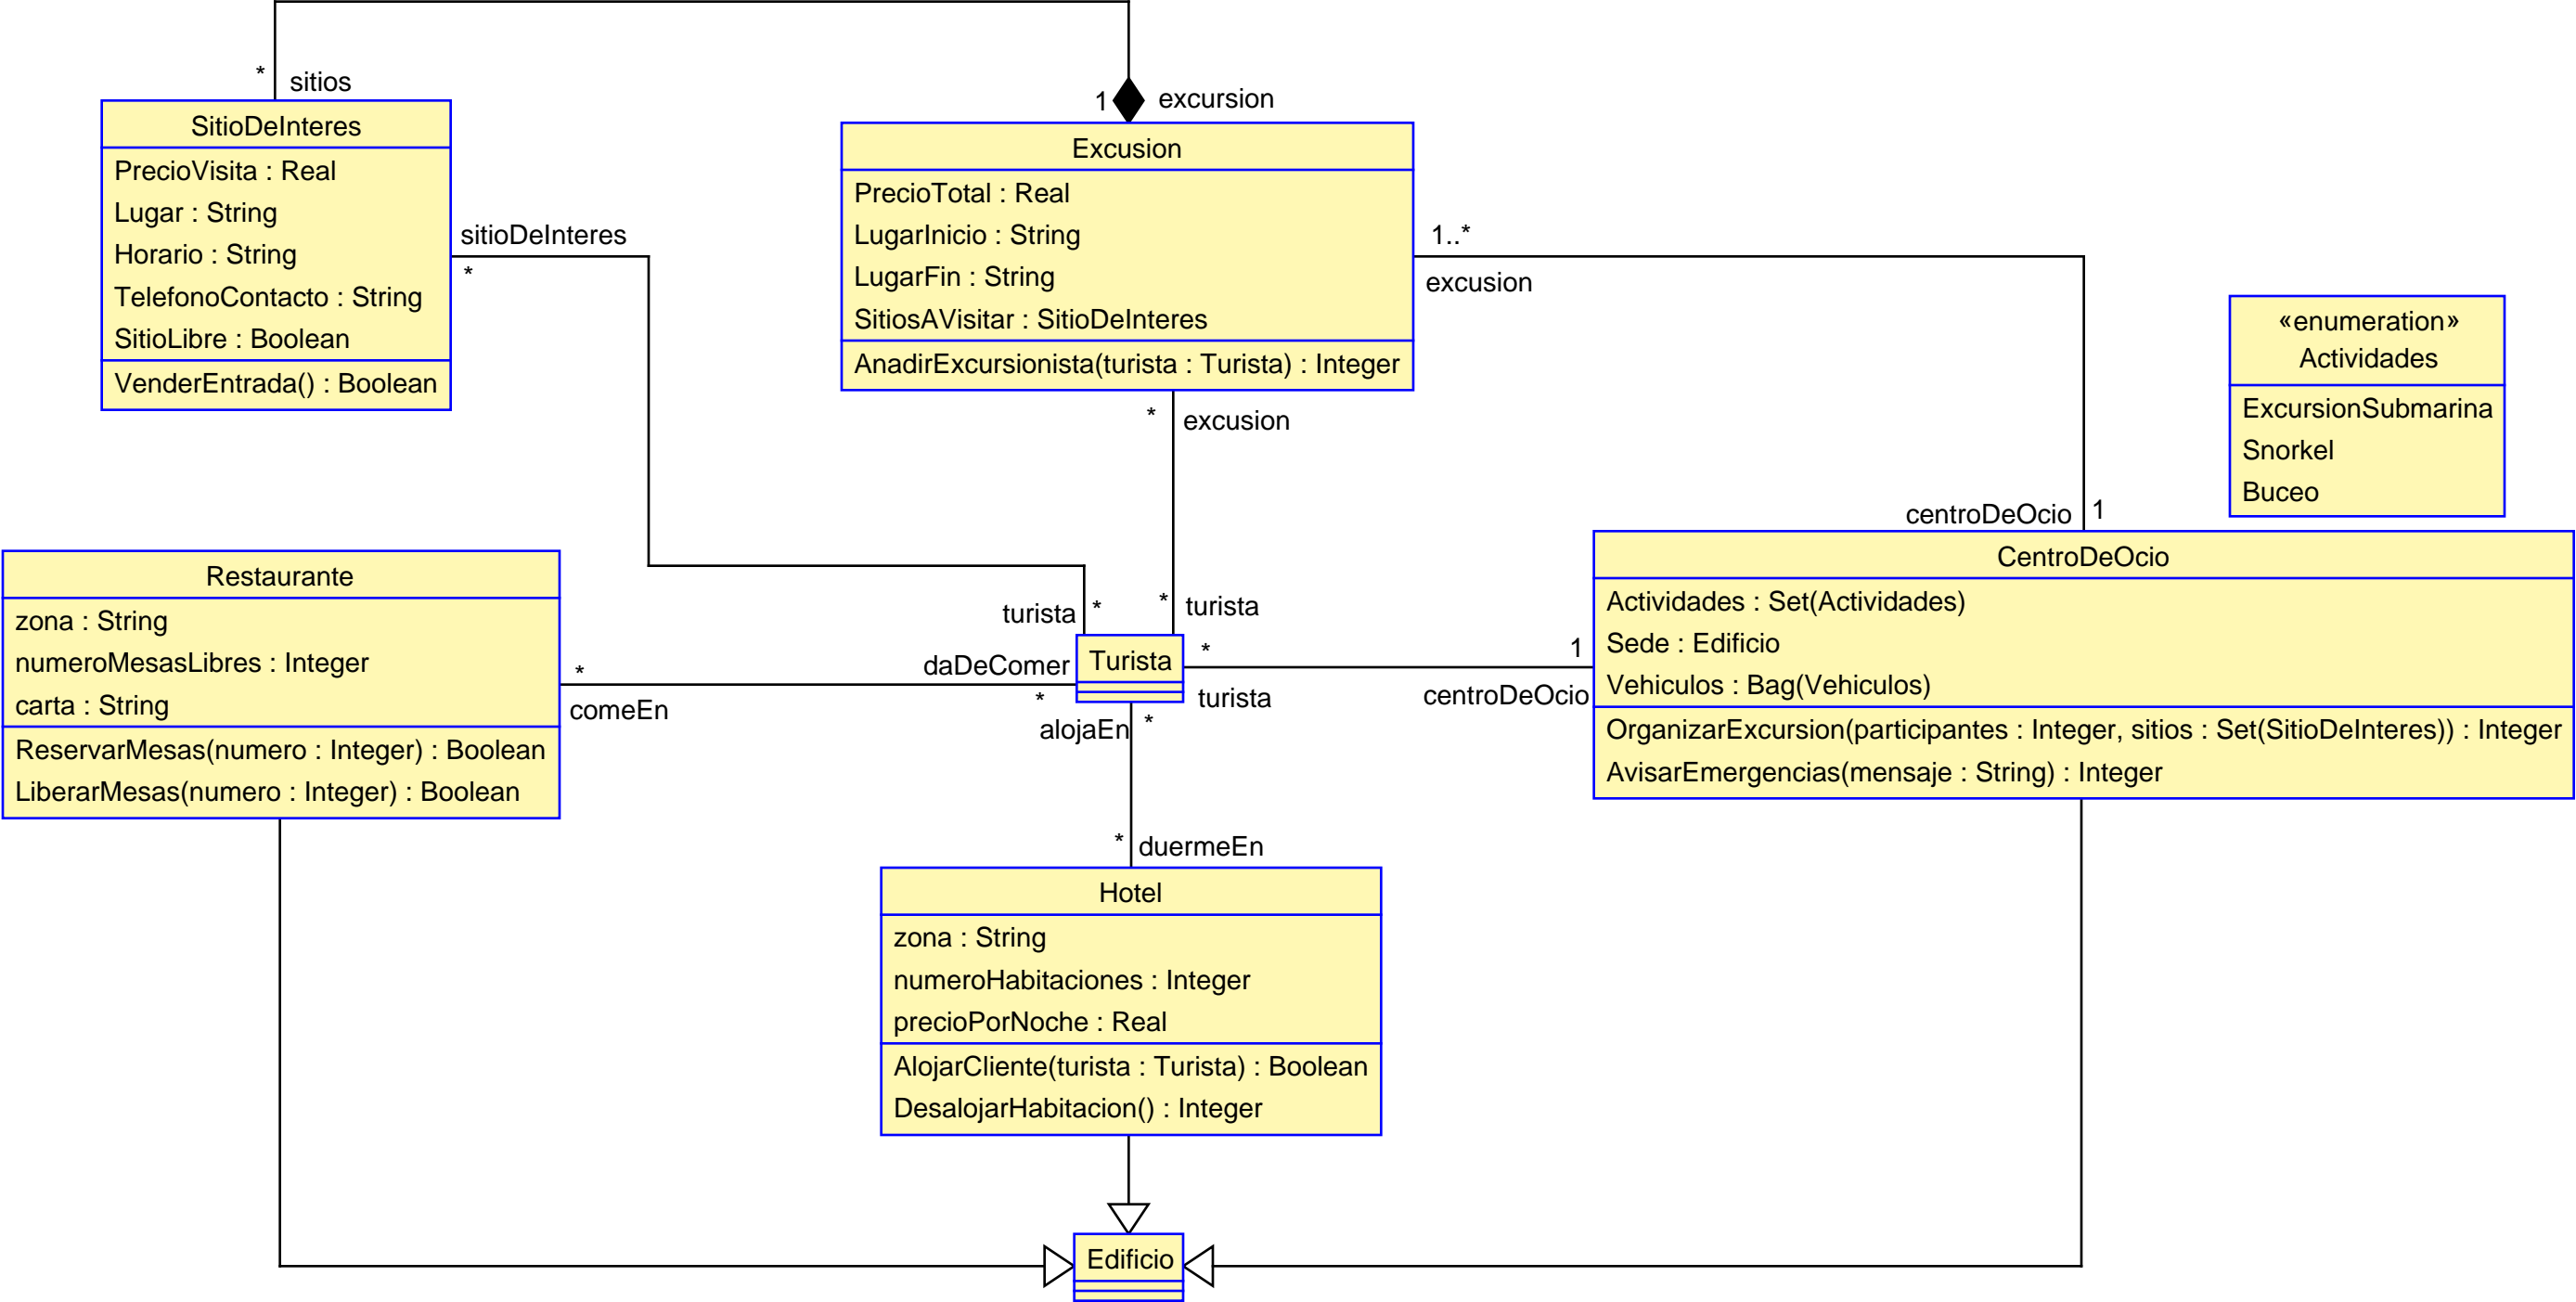 * sitios
1 excursion
SitioDeInteres
PrecioVisita : Real
Lugar : String
Horario : String
TelefonoContacto : String
SitioLibre : Boolean
VenderEntrada() : Boolean
sitioDeInteres
*
Excusion
PrecioTotal : Real
LugarInicio : String
LugarFin : String
SitiosAVisitar : SitioDeInteres
AnadirExcursionista(turista : Turista) : Integer
1..*
excusion
* excusion
«enumeration»
Actividades
ExcursionSubmarina
Snorkel
Buceo
centroDeOcio 1
Restaurante
zona : String
numeroMesasLibres : Integer
carta : String
ReservarMesas(numero : Integer) : Boolean
LiberarMesas(numero : Integer) : Boolean
*
comeEn
turista *
* turista
daDeComer
*
Turista
*
turista
1
centroDeOcio
CentroDeOcio
Actividades : Set(Actividades)
Sede : Edificio
Vehiculos : Bag(Vehiculos)
OrganizarExcursion(participantes : Integer, sitios : Set(SitioDeInteres)) : Integer
AvisarEmergencias(mensaje : String) : Integer
alojaEn *
* duermeEn
Hotel
zona : String
numeroHabitaciones : Integer
precioPorNoche : Real
AlojarCliente(turista : Turista) : Boolean
DesalojarHabitacion() : Integer
Edificio